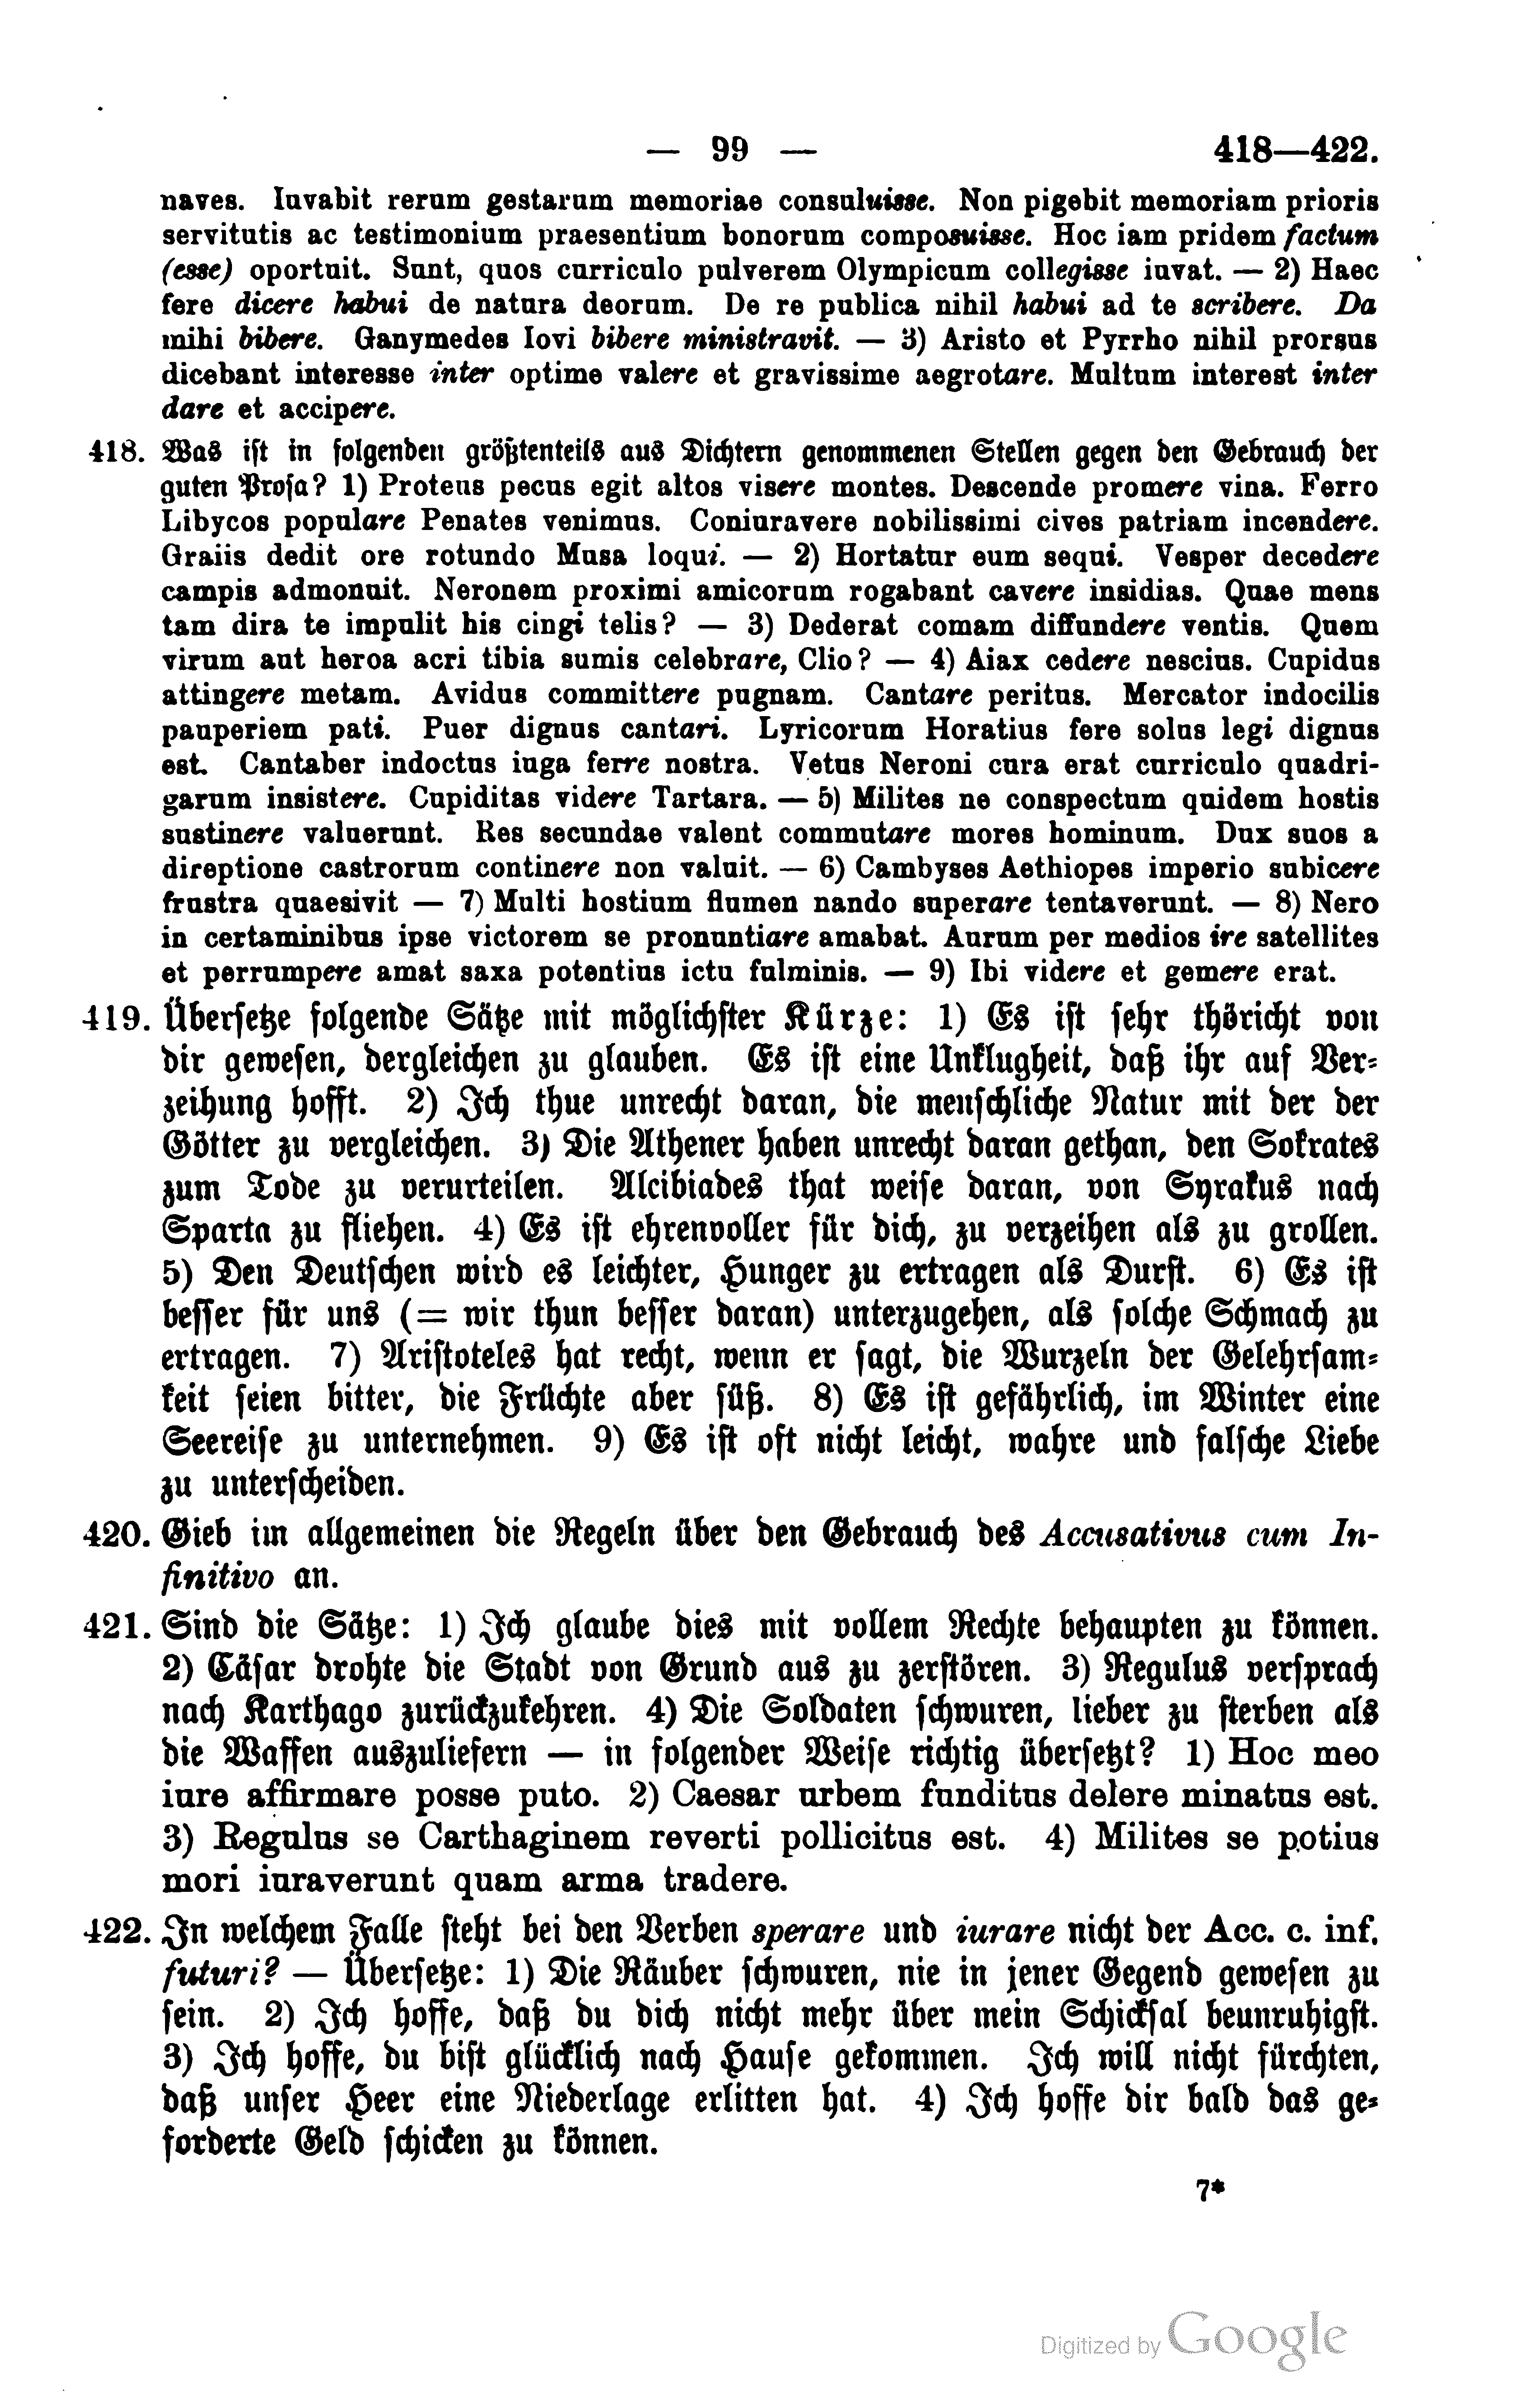 — 99 — 418—422.
naves. Iuvabit rerum gestarum memoriae consuluisse. Non pigebit memoriam prioris
servitutis ac testimonium praesentium bonorum composuisse. Hoc iam pridem factum
(esse) oportuit. Sunt, quos curriculo pulverem Olympicum collegisse iuvat. — 2) Haec
fere dicere habui de natura deorum. De re publica nihil habui ad te scribere. Da
mihi bibere. Ganymedes Iovi bibere ministravit. — 3) Aristo et Pyrrho nihil prorsus
dicebant interesse inter optime valere et gravissime aegrotare. Multum interest inter
dare et accipere.
418. Was ist in folgenden größtenteils aus Dichtern genommenen Stellen gegen den Gebrauch der
guten Prosa? 1) Proteus pecus egit altos visere montes. Descende promere vina. Ferro
Libycos populare Penates venimus. Coniuravere nobilissimi cives patriam incendere.
Graiis dedit ore rotundo Musa loqui. — 2) Hortatur eum sequi. Vesper decedere
campis admonuit. Neronem proximi amicorum rogabant cavere insidias. Quae mens
tam dira te impulit his cingi telis? — 3) Dederat comam diffundere ventis. Quem
virum aut heroa acri tibia sumis celebrare, Clio? — 4) Aiax cedere nescius. Cupidus
attingere metam. Avidus committere pugnam. Cantare peritus. Mercator indocilis
pauperiem pati. Puer dignus cantari. Lyricorum Horatius fere solus legi dignus
est. Cantaber indoctus iuga ferre nostra. Vetus Neroni cura erat curriculo quadri-
garum insistere. Cupiditas videre Tartara. — 5) Milites ne conspectum quidem hostis
sustinere valuerunt. Res secundae valent commutare mores hominum. Dux suos a
direptione castrorum continere non valuit. — 6) Cambyses Aethiopes imperio subicere
frustra quaesivit — 7) Multi hostium flumen nando superare tentaverunt. — 8) Nero
in certaminibus ipse victorem se pronuntiare amabat. Aurum per medios ire satellites
et perrumpere amat saxa potentius ictu fulminis. — 9) Ibi videre et gemere erat.
419. Übersetze folgende Sätze mit möglichster Kürze: 1) Es ist sehr thöricht von
dir gewesen, dergleichen zu glauben. Es ist eine Unklugheit, daß ihr auf Ver-
zeihung hofft. 2) Ich thue unrecht daran, die menschliche Natur mit der der
Götter zu vergleichen. 3) Die Athener haben unrecht daran gethan, den Sokrates
zum Tode zu verurteilen. Alcibiades that weise daran, von Syrakus nach
Sparta zu fliehen. 4) Es ist ehrenvoller für dich, zu verzeihen als zu grollen.
5) Den Deutschen wird es leichter, Hunger zu ertragen als Durst. 6) Es ist
besser für uns (= wir thun besser daran) unterzugehen, als solche Schmach zu
ertragen. 7) Aristoteles hat recht, wenn er sagt, die Wurzeln der Gelehrsam-
keit seien bitter, die Früchte aber süß. 8) Es ist gefährlich, im Winter eine
Seereise zu unternehmen. 9) Es ist oft nicht leicht, wahre und falsche Liebe
zu unterscheiden.
420. Gieb im allgemeinen die Regeln über den Gebrauch des Accusativus cum In-
finitivo an.
421. Sind die Sätze: 1) Ich glaube dies mit vollem Rechte behaupten zu können.
2) Cäsar drohte die Stadt von Grund aus zu zerstören. 3) Regulus versprach
nach Karthago zurückzukehren. 4) Die Soldaten schwuren, lieber zu sterben als
die Waffen auszuliefern — in folgender Weise richtig übersetzt? 1) Hoc meo
iure affirmare posse puto. 2) Caesar urbem funditus delere minatus est.
3) Regulus se Carthaginem reverti pollicitus est. 4) Milites se potius
mori iuraverunt quam arma tradere.
422. In welchem Falle steht bei den Verben sperare und iurare nicht der Acc. c. inf.
futuri? — Übersetze: 1) Die Räuber schwuren, nie in jener Gegend gewesen zu
sein. 2) Ich hoffe, daß du dich nicht mehr über mein Schicksal beunruhigst.
3) Ich hoffe, du bist glücklich nach Hause gekommen. Ich will nicht fürchten,
daß unser Heer eine Niederlage erlitten hat. 4) Ich hoffe dir bald das ge-
forderte Geld schicken zu können.
7*
Digitized by Google